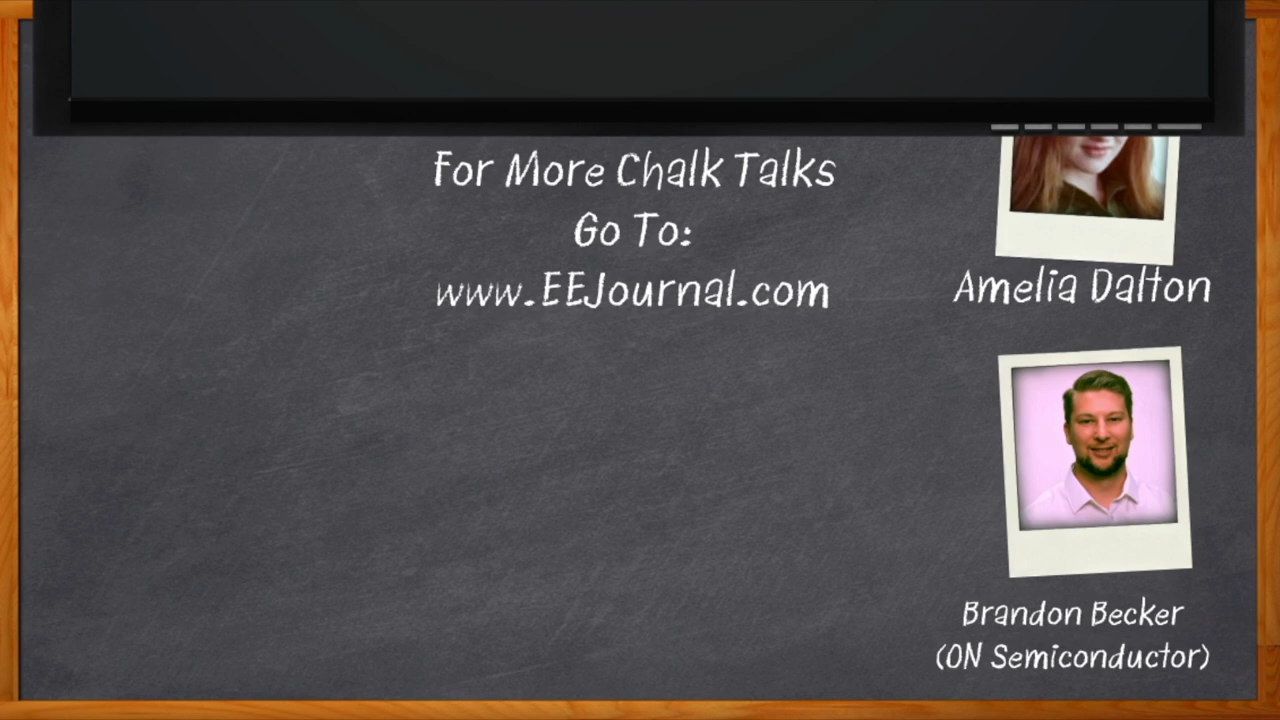 For More Chalk Talks
Go To:
www.EEJournal.com
Amelia Dalton
Brandon Becker
(ON Semiconductor)